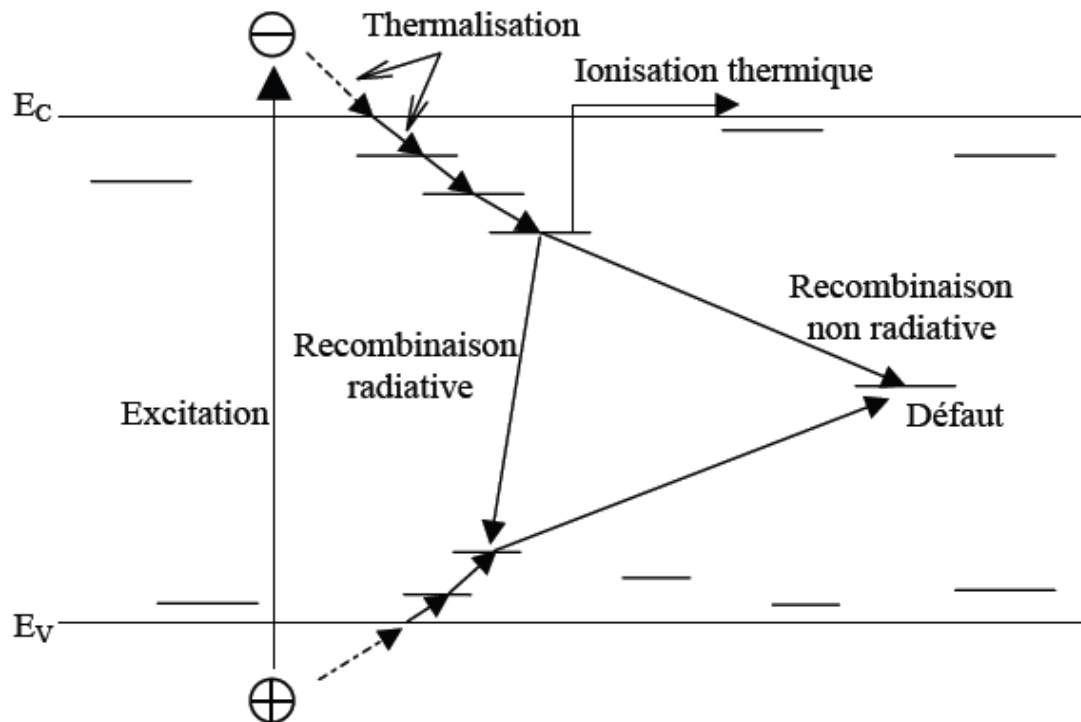 Thermalisation
Ionisation thermique
E_C
Recombinaison
non radiative
Recombinaison
radiative
Excitation
Défaut
E_V